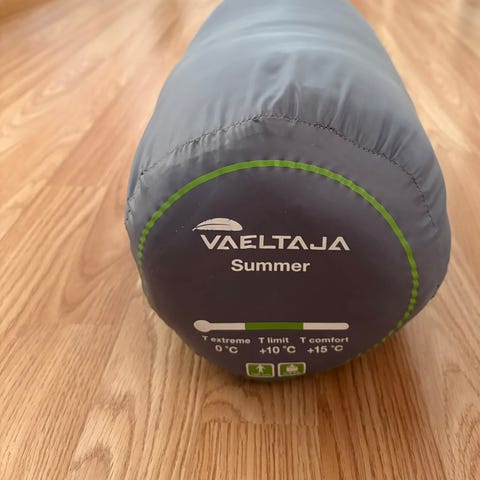 VAELTAJA
Summer
T extreme T limit T comfort
0 °C +10 °C +15 °C